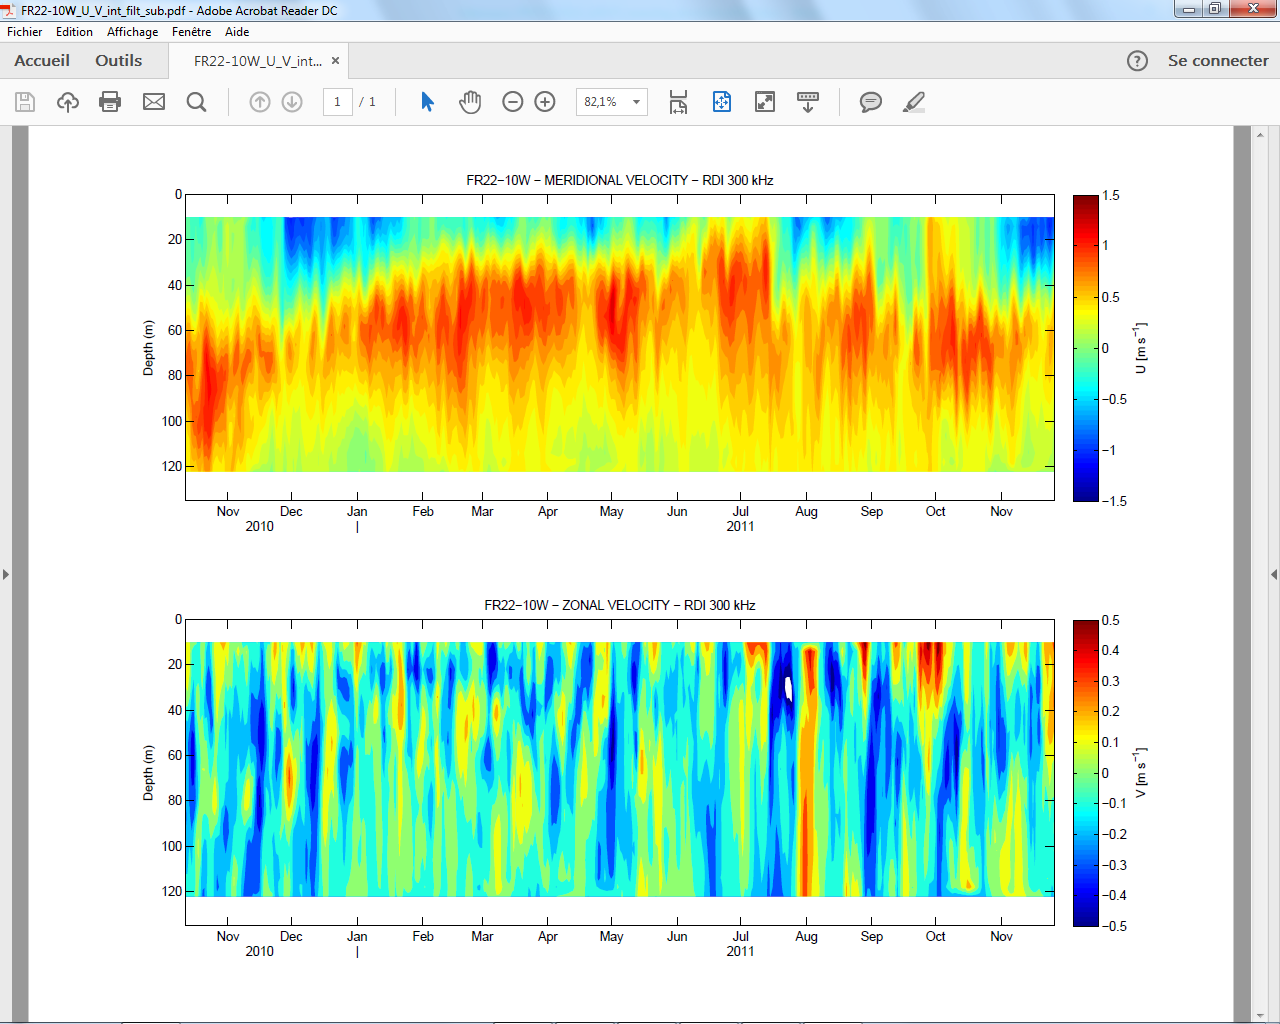 FR22-10W_U_V_int_filt_sub.pdf - Adobe Acrobat Reader DC
Fichier Edition Affichage Fenêtre Aide
Accueil Outils FR22-10W_U_V_int... × ? Se connecter
1 / 1 82,1%
FR22−10W − MERIDIONAL VELOCITY − RDI 300 kHz
0
20
40
60
80
100
120
Depth (m)
Nov Dec Jan Feb Mar Apr May Jun Jul Aug Sep Oct Nov
2010 | 2011
1.5
1
0.5
0
−0.5
−1
−1.5
U [m s⁻¹]
FR22−10W − ZONAL VELOCITY − RDI 300 kHz
0
20
40
60
80
100
120
Depth (m)
Nov Dec Jan Feb Mar Apr May Jun Jul Aug Sep Oct Nov
2010 | 2011
0.5
0.4
0.3
0.2
0.1
0
−0.1
−0.2
−0.3
−0.4
−0.5
V [m s⁻¹]